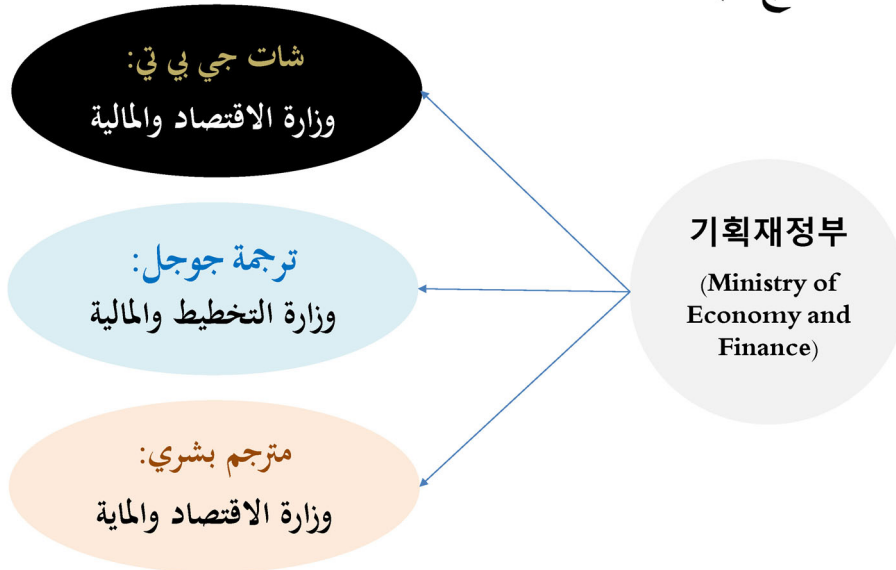 شات جي بي تي:
وزارة الاقتصاد والمالية
ترجمة جوجل:
وزارة التخطيط والمالية
مترجم بشري:
وزارة الاقتصاد والماية
기획재정부
(Ministry of
Economy and
Finance)